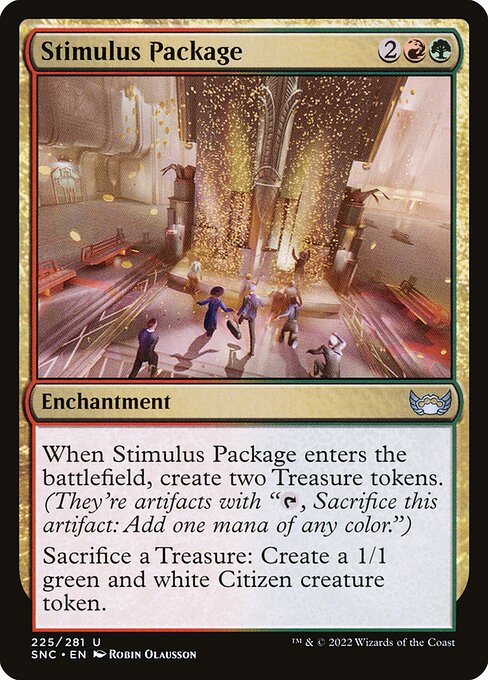 Stimulus Package 2
Enchantment
When Stimulus Package enters the
battlefield, create two Treasure tokens.
(They're artifacts with “, Sacrifice this
artifact: Add one mana of any color.”)
Sacrifice a Treasure: Create a 1/1
green and white Citizen creature
token.
225/281 U
™ & © 2022 Wizards of the Coast
SNC • EN Robin Olausson